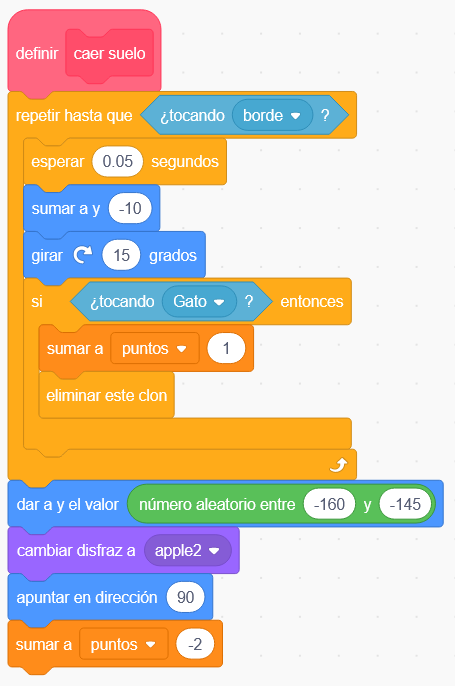 definir caer suelo
repetir hasta que ¿tocando borde ?
esperar 0.05 segundos
sumar a y -10
girar 15 grados
si ¿tocando Gato ? entonces
sumar a puntos 1
eliminar este clon
dar a y el valor número aleatorio entre -160 y -145
cambiar disfraz a apple2
apuntar en dirección 90
sumar a puntos -2